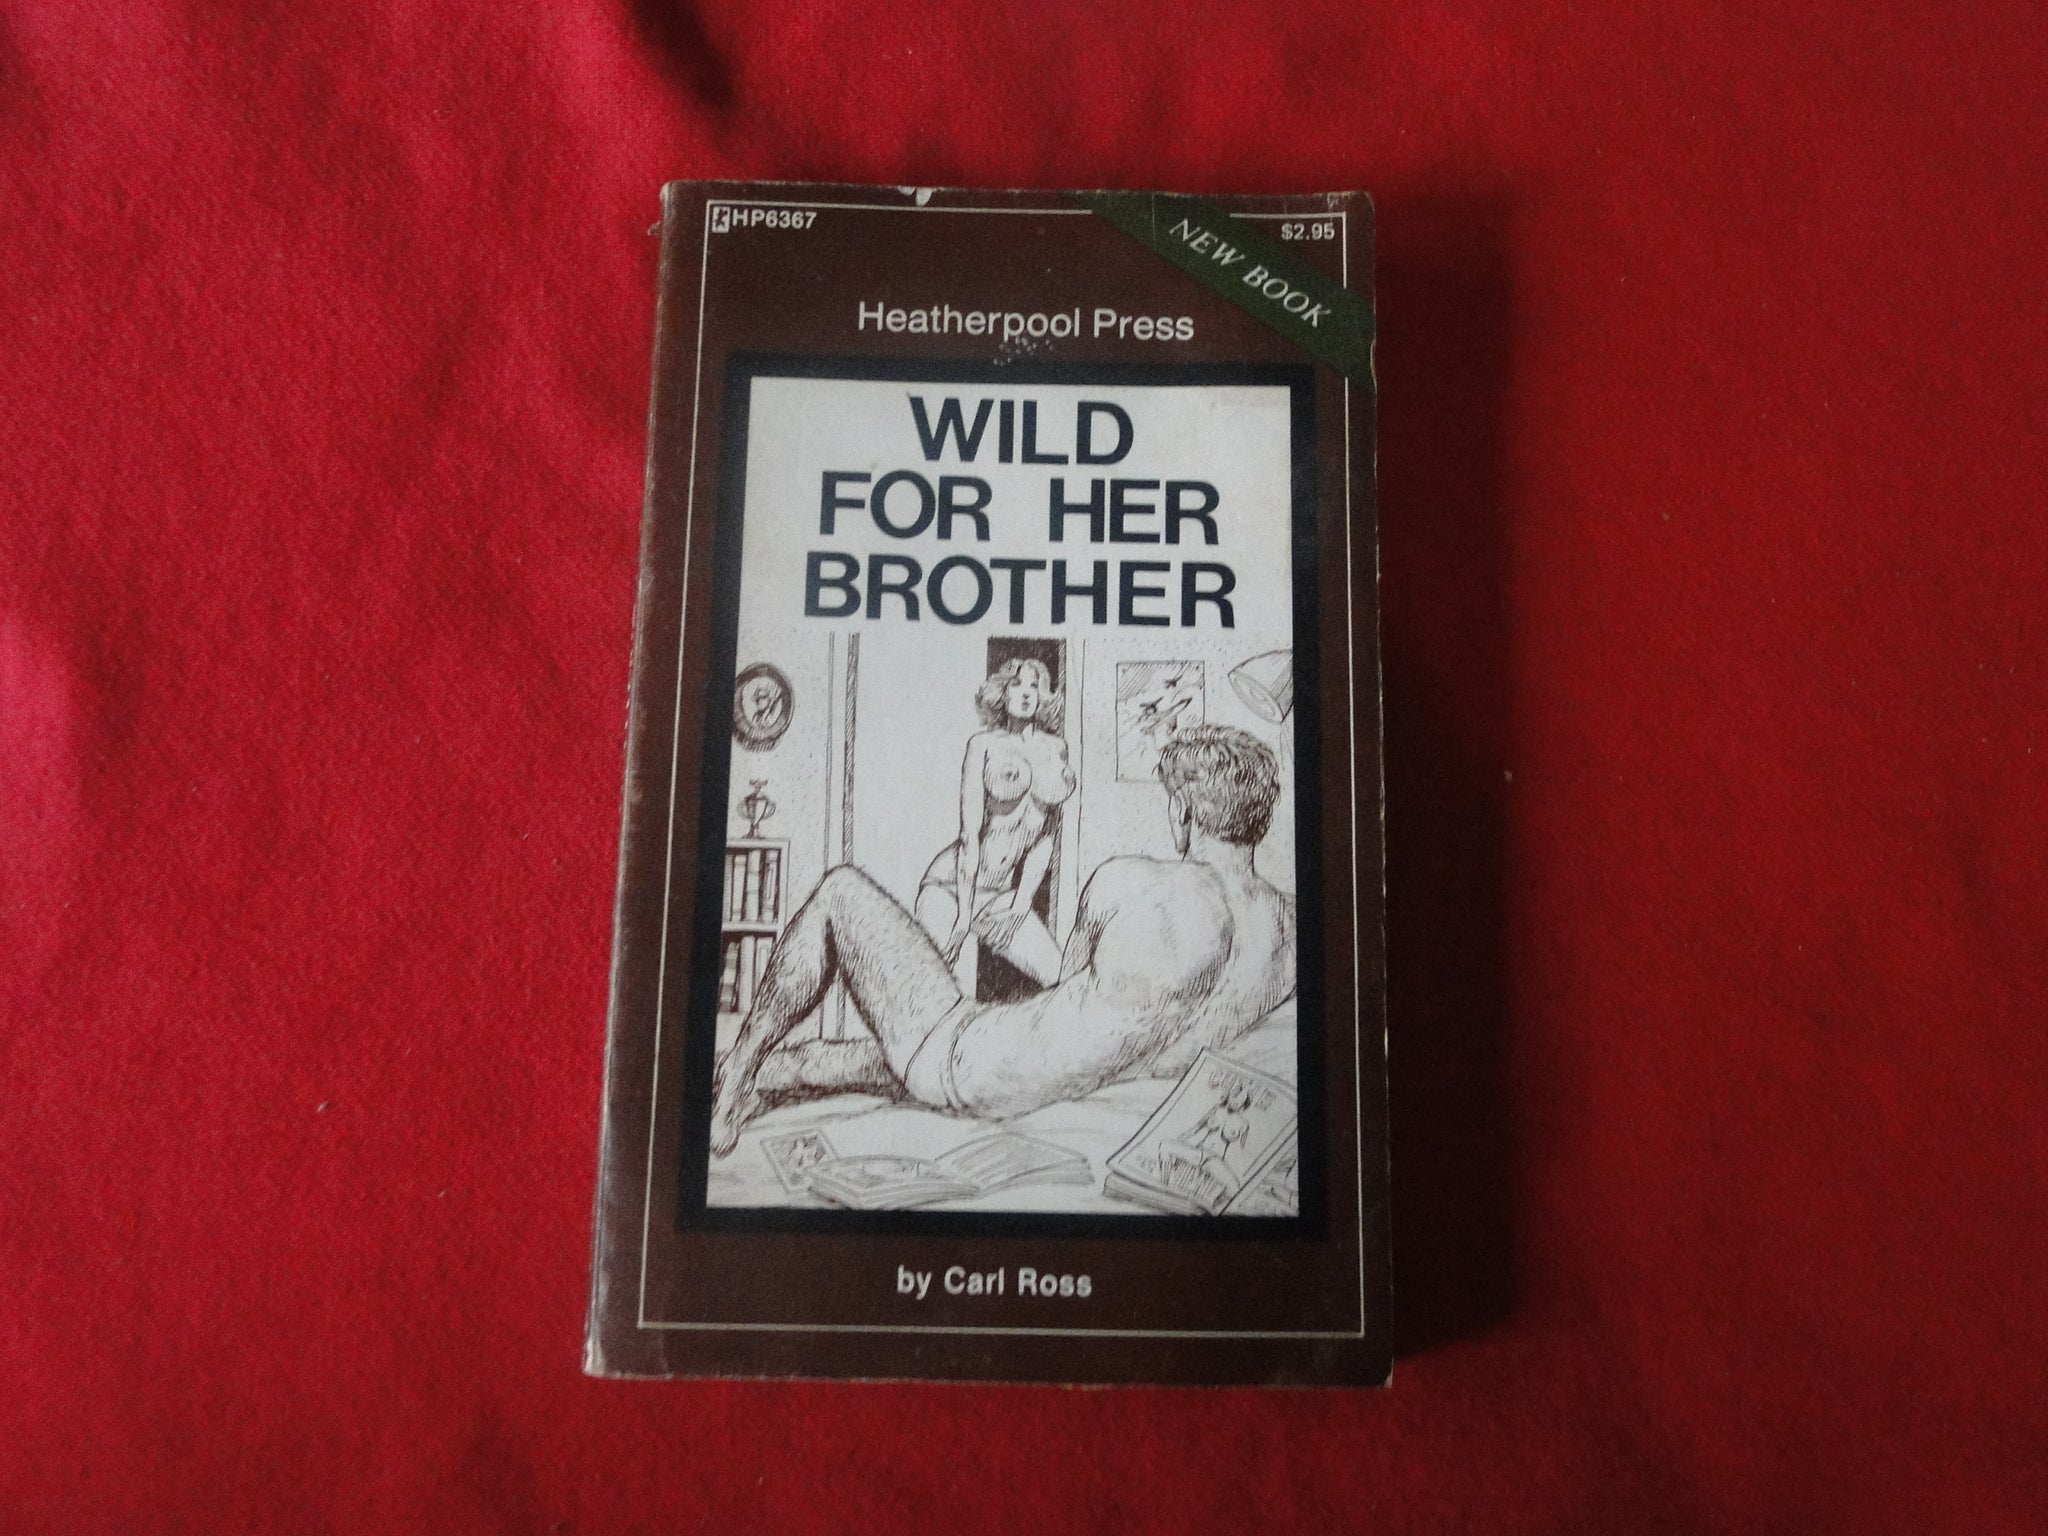 HP6367
$2.95
NEW BOOK
Heatherpool Press
WILD
FOR HER
BROTHER
by Carl Ross